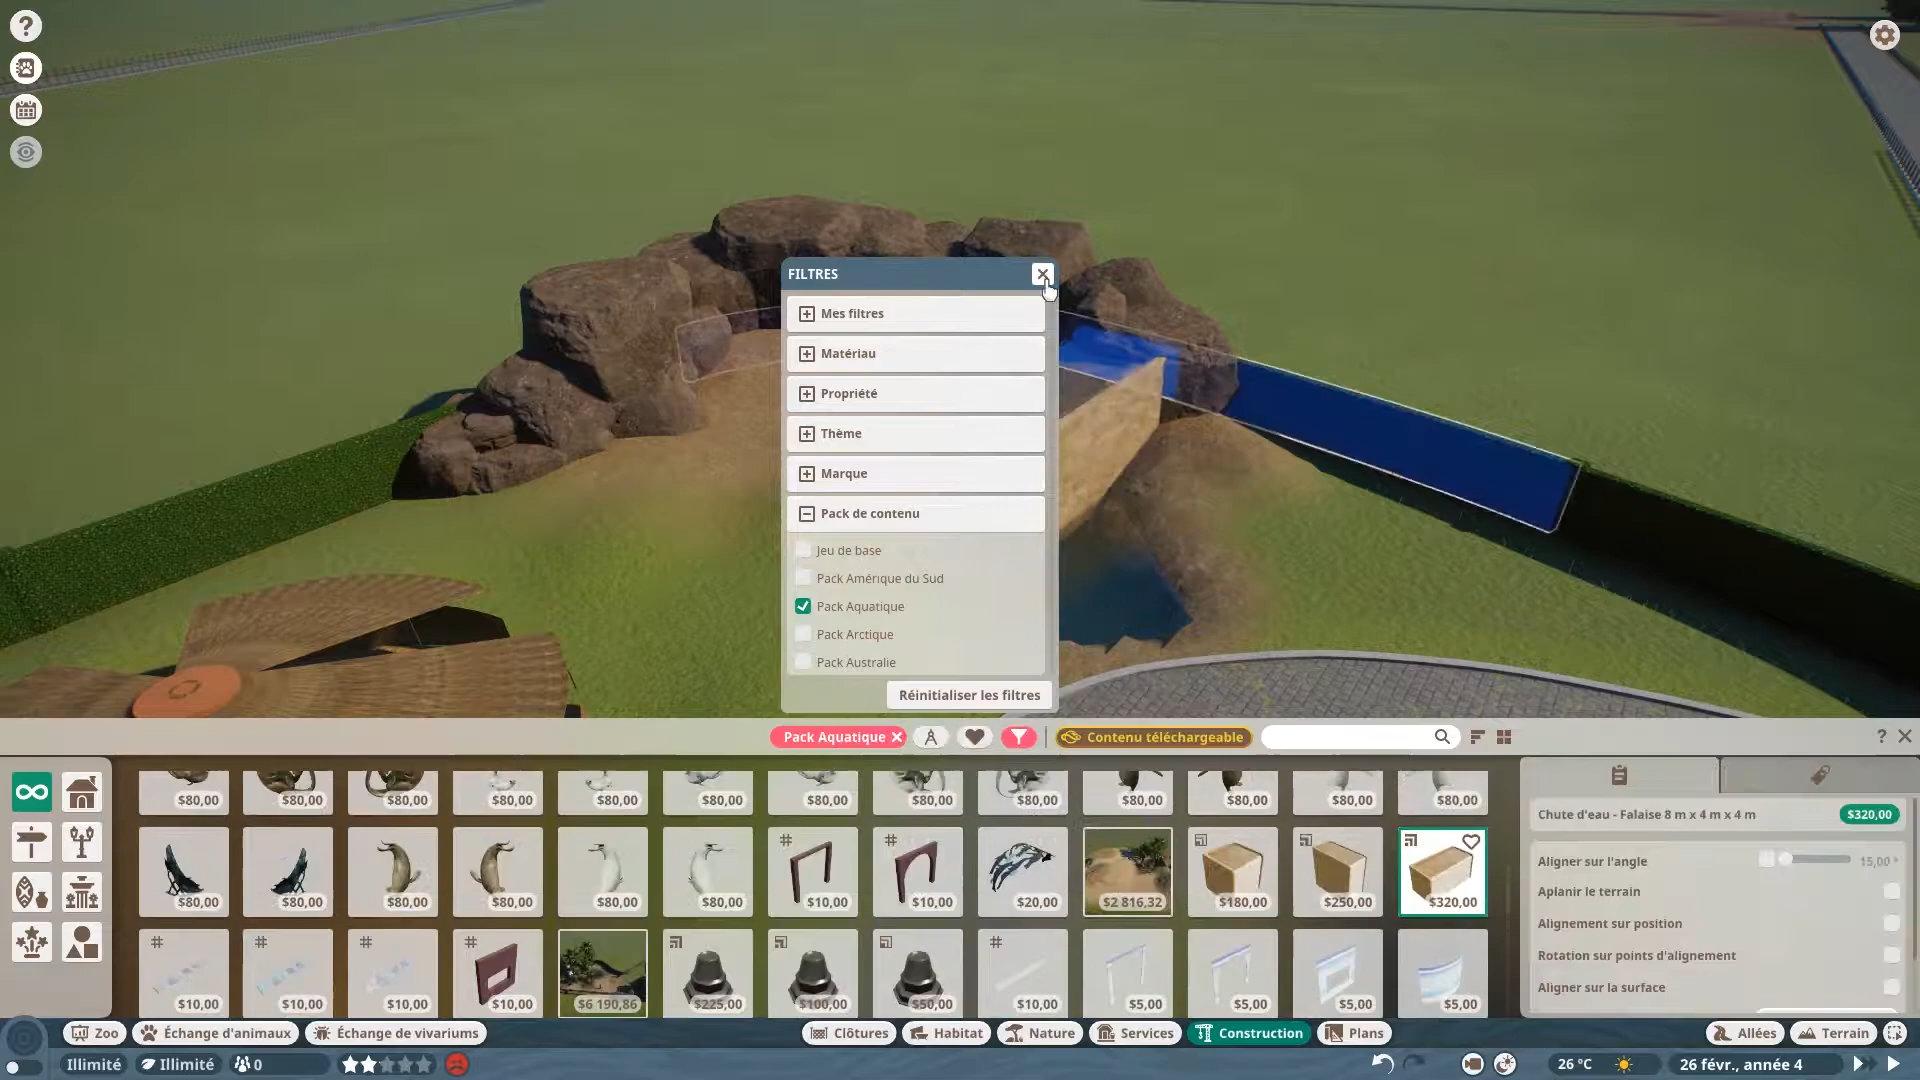 FILTRES
Mes filtres
Matériau
Propriété
Thème
Marque
Pack de contenu
Jeu de base
Pack Amérique du Sud
Pack Aquatique
Pack Arctique
Pack Australie
Réinitialiser les filtres
Pack Aquatique
Contenu téléchargeable
?
$80,00 $80,00 $80,00 $80,00 $80,00 $80,00 $80,00 $80,00 $80,00 $80,00 $80,00 $80,00 $80,00
$80,00 $80,00 $80,00 $80,00 $80,00 $80,00 $10,00 $10,00 $20,00 $2 816,32 $180,00 $250,00 $320,00
$10,00 $10,00 $10,00 $10,00 $6 190,86 $225,00 $100,00 $50,00 $10,00 $5,00 $5,00 $5,00 $5,00
Chute d'eau - Falaise 8 m x 4 m x 4 m $320,00
Aligner sur l'angle 15,00 °
Aplanir le terrain
Alignement sur position
Rotation sur points d'alignement
Aligner sur la surface
Zoo Échange d'animaux Échange de vivariums Clôtures Habitat Nature Services Construction Plans Allées Terrain
Illimité Illimité 0 26 °C 26 févr., année 4